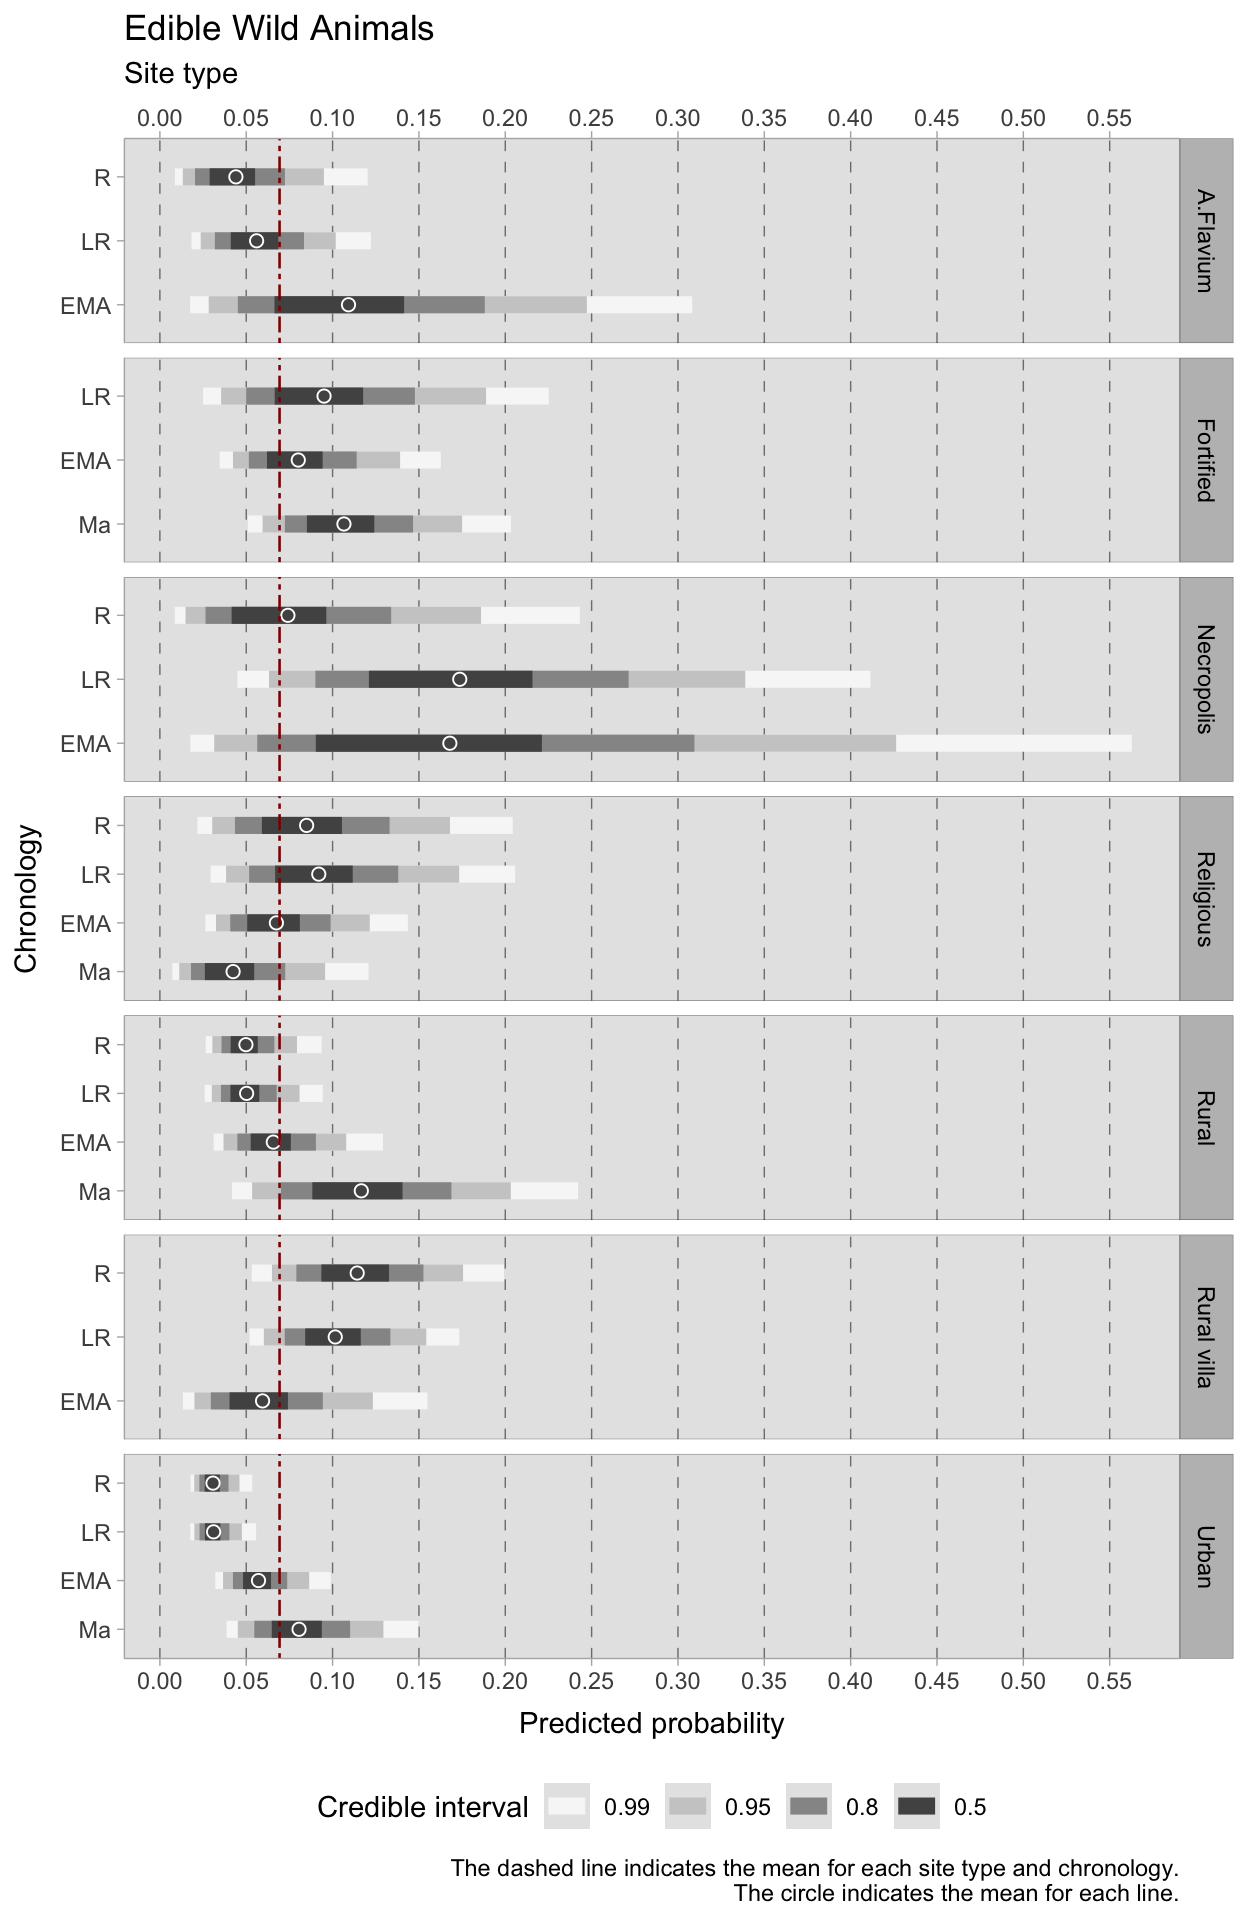 Edible Wild Animals
Site type
0.00 0.05 0.10 0.15 0.20 0.25 0.30 0.35 0.40 0.45 0.50 0.55
R
LR
EMA
A.Flavium
LR
EMA
Ma
Fortified
R
LR
EMA
Necropolis
R
LR
EMA
Ma
Religious
R
LR
EMA
Ma
Rural
R
LR
EMA
Rural villa
R
LR
EMA
Ma
Urban
Chronology
0.00 0.05 0.10 0.15 0.20 0.25 0.30 0.35 0.40 0.45 0.50 0.55
Predicted probability
Credible interval 0.99 0.95 0.8 0.5
The dashed line indicates the mean for each site type and chronology.
The circle indicates the mean for each line.